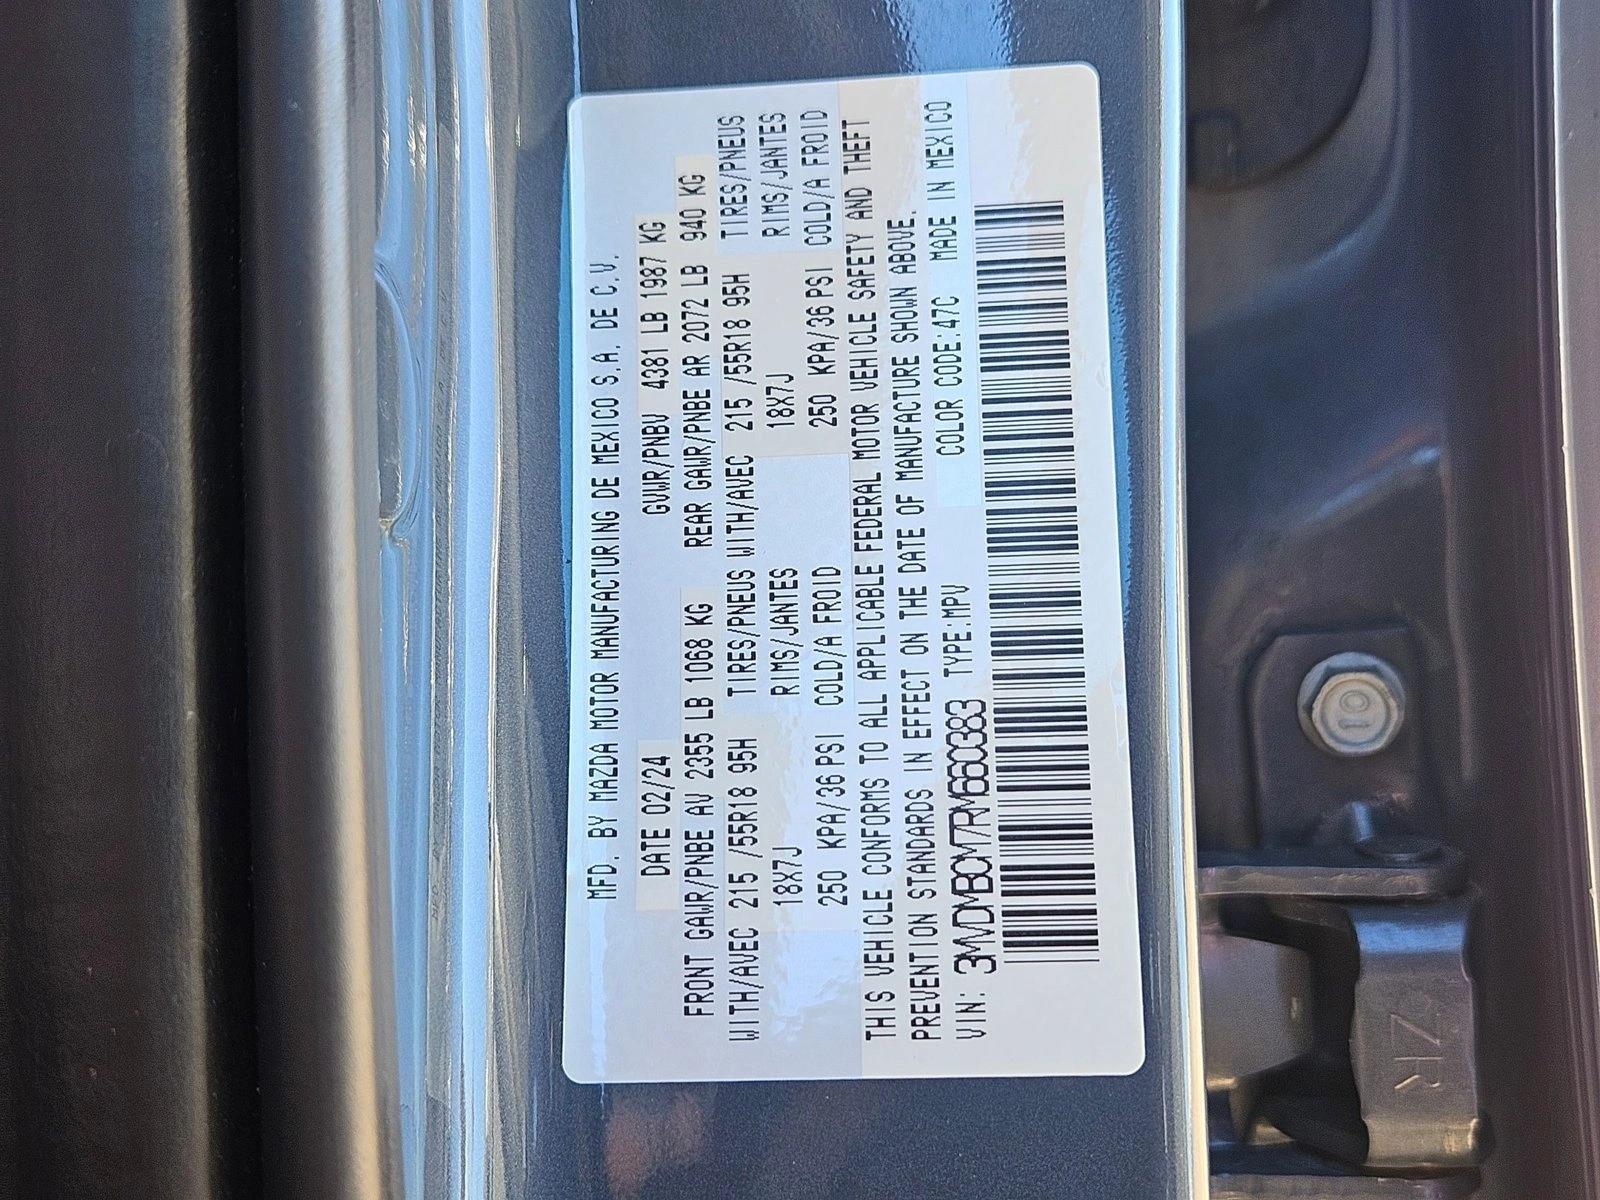 MFD. BY MAZDA MOTOR MANUFACTURING DE MEXICO S.A. DE C.V.
DATE 02/24 GVWR/PNBV 4381 LB 1987 KG
FRONT GAWR/PNBE AV 2355 LB 1068 KG REAR GAWR/PNBE AR 2072 LB 940 KG
WITH/AVEC 215 /55R18 95H TIRES/PNEUS WITH/AVEC 215 /55R18 95H TIRES/PNEUS
18X7J RIMS/JANTES 18X7J RIMS/JANTES
250 KPA/36 PSI COLD/A FROID 250 KPA/36 PSI COLD/A FROID
THIS VEHICLE CONFORMS TO ALL APPLICABLE FEDERAL MOTOR VEHICLE SAFETY AND THEFT
PREVENTION STANDARDS IN EFFECT ON THE DATE OF MANUFACTURE SHOWN ABOVE.
VIN: 3MVDMBCM7RM660383 TYPE:MPV COLOR CODE:47C MADE IN MEXICO
10
ZR